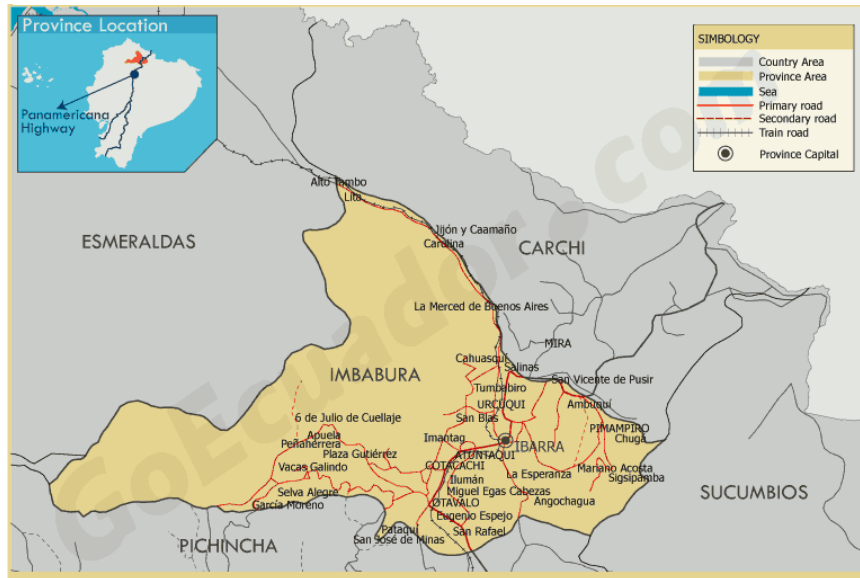 Province Location
Panamericana
Highway
SIMBOLOGY
Country Area
Province Area
Sea
Primary road
Secondary road
Train road
Province Capital
Alto Tambo
Lita
ESMERALDAS
Jijón y Caamaño
Carolina
CARCHI
La Merced de Buenos Aires
MIRA
Cahuasquí
Salinas
IMBABURA
San Vicente de Pusir
Tumbabiro
URCUQUI
Ambuquí
San Blas
6 de Julio de Cuellaje
PIMAMPIRO
Apuela
Imantag
Chuga
Peñaherrera
IBARRA
Plaza Gutiérrez
ATUNTAQUI
COTACACHI
Vacas Galindo
Mariano Acosta
La Esperanza
Sigsipamba
Ilumán
Selva Alegre
Miguel Egas Cabezas
SUCUMBIOS
García Moreno
OTAVALO
Angochagua
Eugenio Espejo
Pataquí
San Rafael
San José de Minas
PICHINCHA
GoEcuador.com